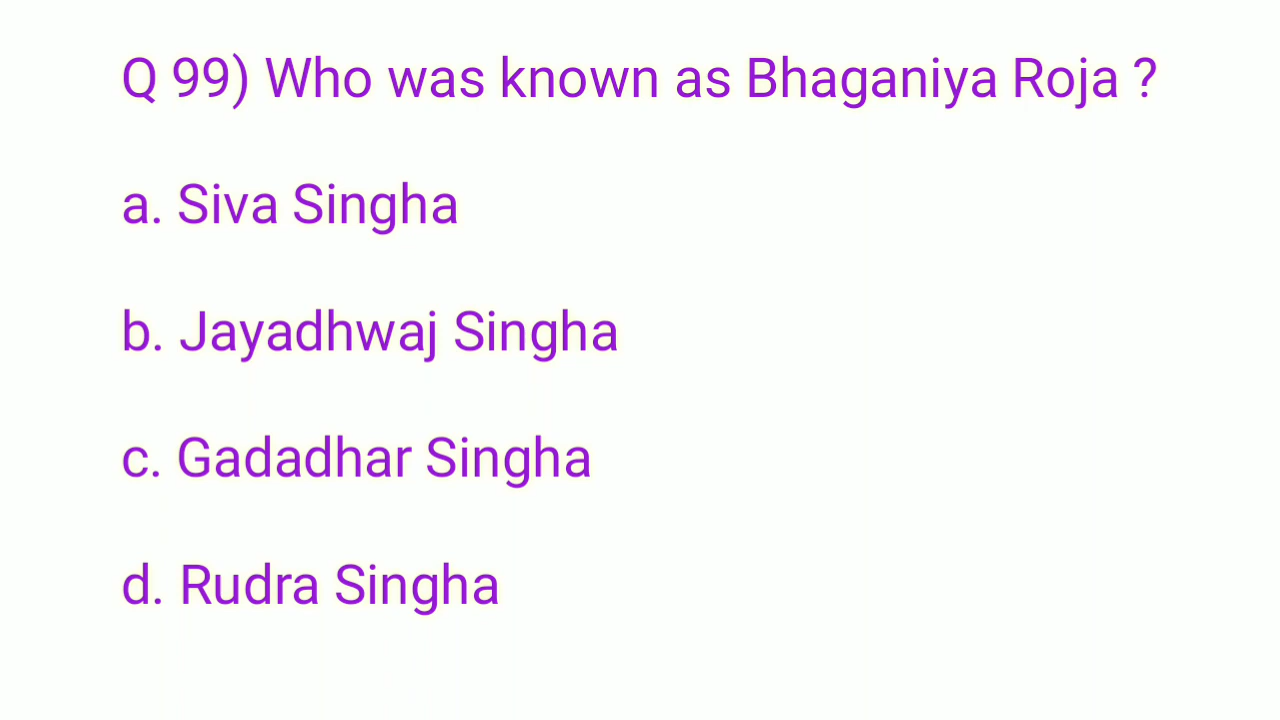 Q 99) Who was known as Bhaganiya Roja ?
a. Siva Singha
b. Jayadhwaj Singha
c. Gadadhar Singha
d. Rudra Singha